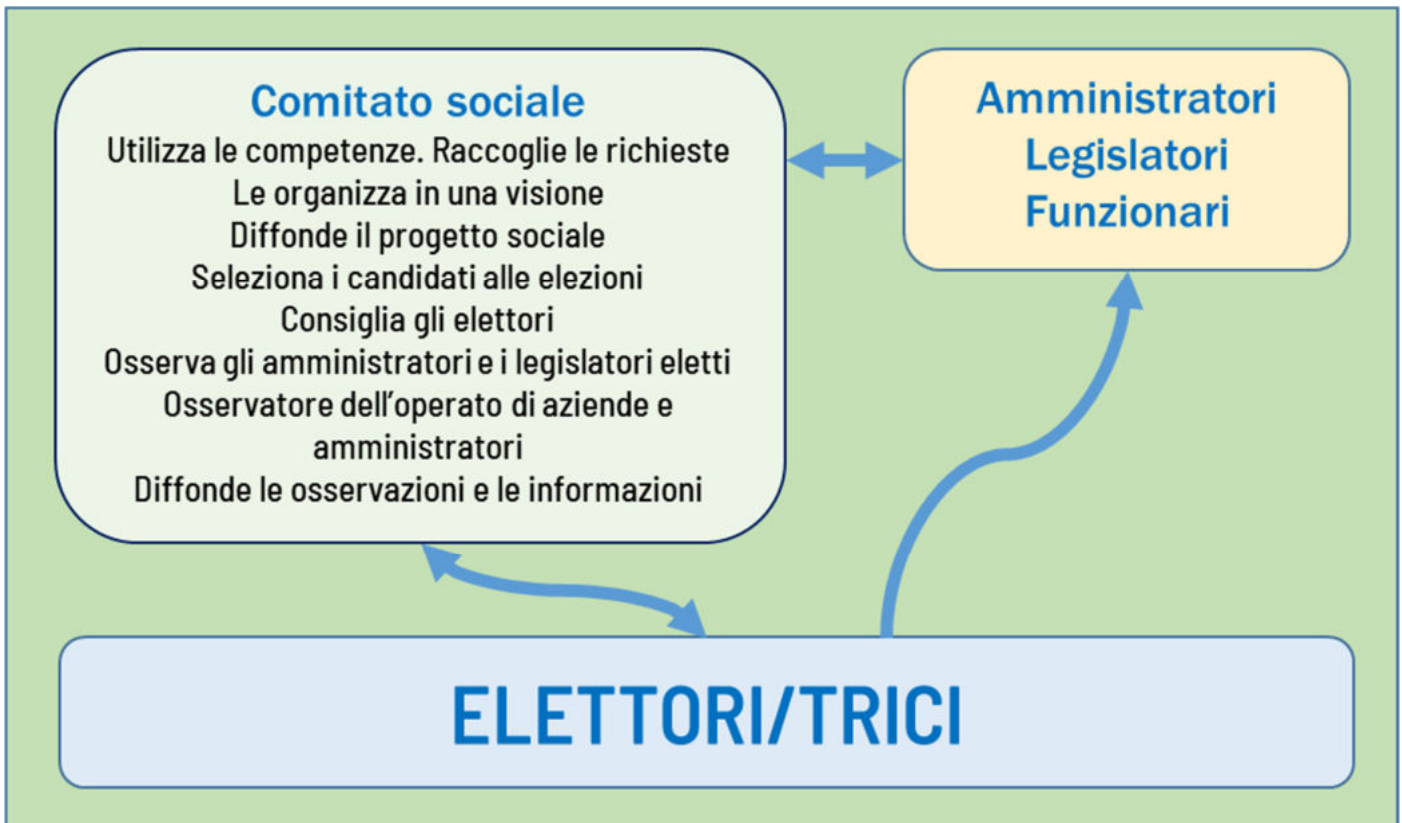 Comitato sociale
Utilizza le competenze. Raccoglie le richieste
Le organizza in una visione
Diffonde il progetto sociale
Seleziona i candidati alle elezioni
Consiglia gli elettori
Osserva gli amministratori e i legislatori eletti
Osservatore dell’operato di aziende e
amministratori
Diffonde le osservazioni e le informazioni
Amministratori
Legislatori
Funzionari
ELETTORI/TRICI